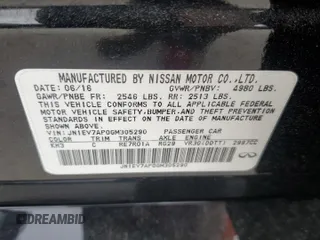 MANUFACTURED BY NISSAN MOTOR CO.,LTD.
DATE: 06/16 GVWR/PNBV: 4980 LBS.
GAWR/PNBE FR: 2546 LBS. RR: 2513 LBS.
THIS VEHICLE CONFORMS TO ALL APPLICABLE FEDERAL
MOTOR VEHICLE SAFETY,BUMPER,AND THEFT PREVENTION
STANDARDS IN EFFECT ON THE DATE OF MANUFACTURE
SHOWN ABOVE.
VIN: JN1EV7AP0GM305290 PASSENGER CAR
COLOR TRIM TRANS AXLE ENGINE
KH3 C RE7R01A RG29 VR30(DDTT) 2997CC
JN1EV7AP0GM305290
DREAMBID